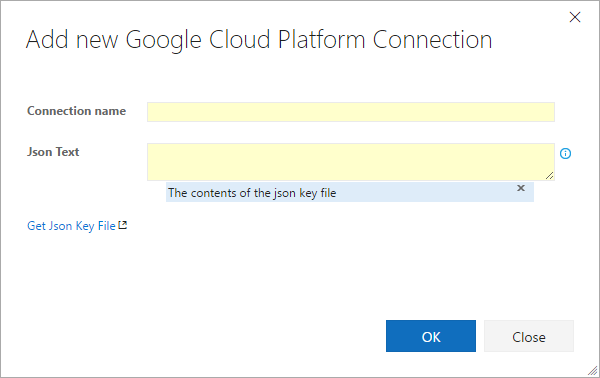 Add new Google Cloud Platform Connection
Connection name
Json Text
The contents of the json key file
Get Json Key File
OK
Close